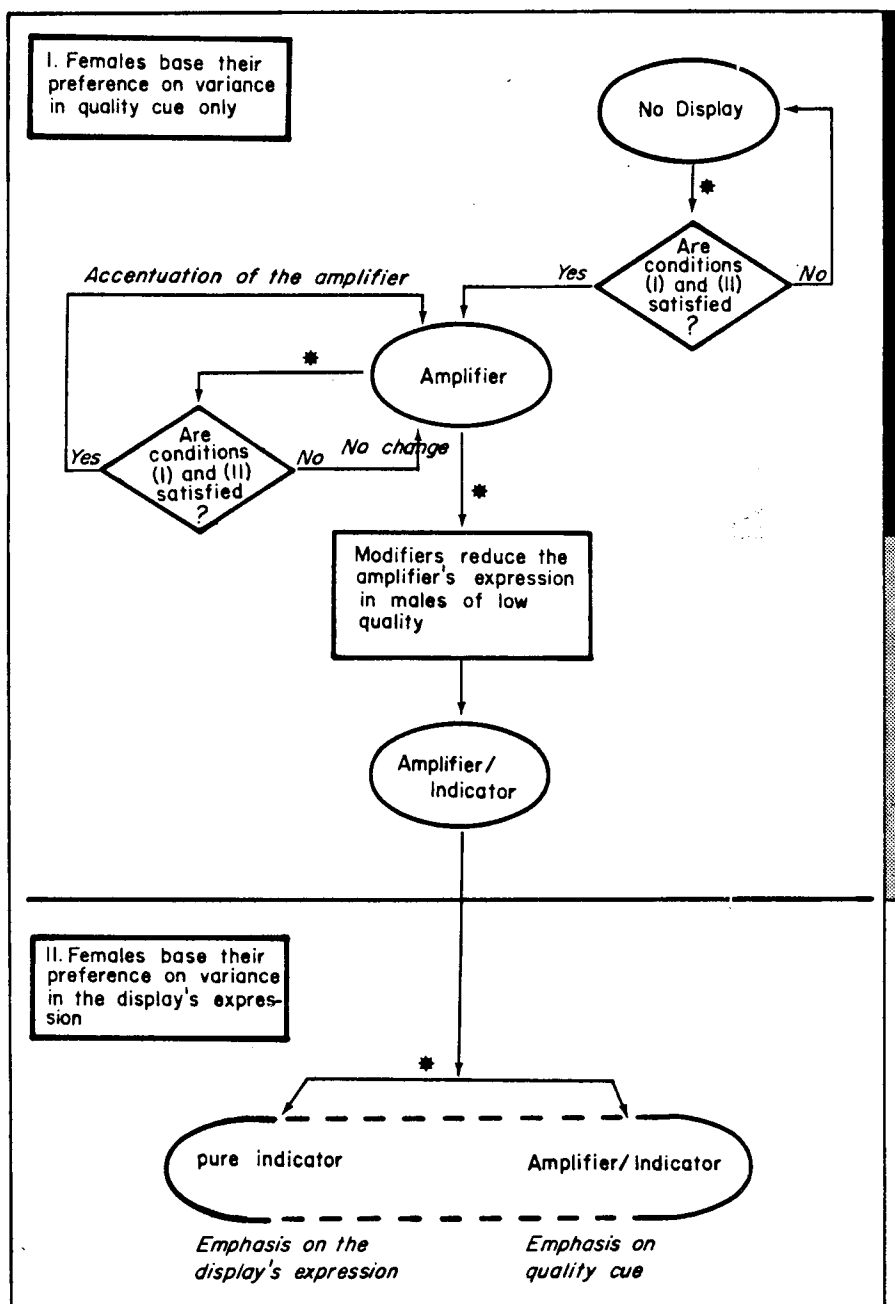 I. Females base their
preference on variance
in quality cue only
No Display
*
Are
conditions
(I) and (II)
satisfied
?
Yes
No
Accentuation of the amplifier
*
Amplifier
Are
conditions
(I) and (II)
satisfied
?
Yes
No
No change
*
Modifiers reduce the
amplifier's expression
in males of low
quality
Amplifier/
Indicator
II. Females base their
preference on variance
in the display's expres-
sion
*
pure indicator
Amplifier/Indicator
Emphasis on the
display's expression
Emphasis on
quality cue